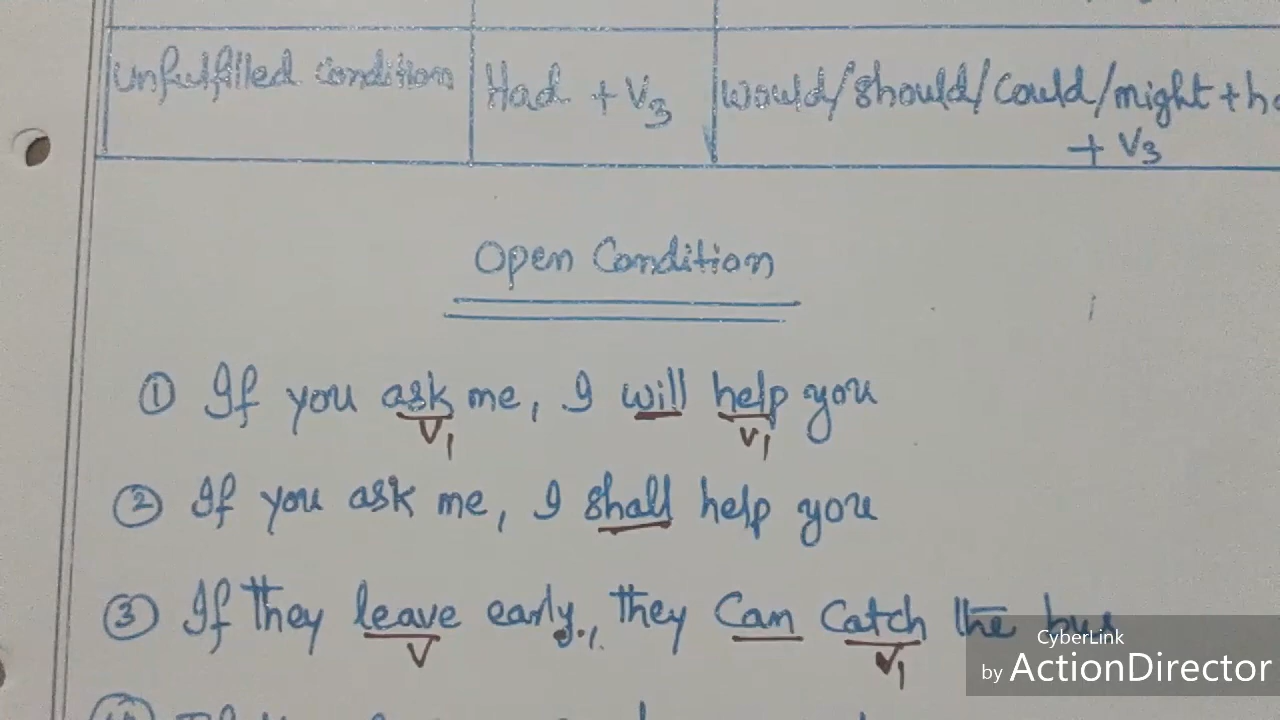 Unfulfilled Condition Had + V3 would/should/could/might +
+ V3
Open Condition
① If you ask me, I will help you
V1 V1
② If you ask me, I shall help you
③ If they leave early, they Can Catch the bus
V V1
CyberLink
by ActionDirector